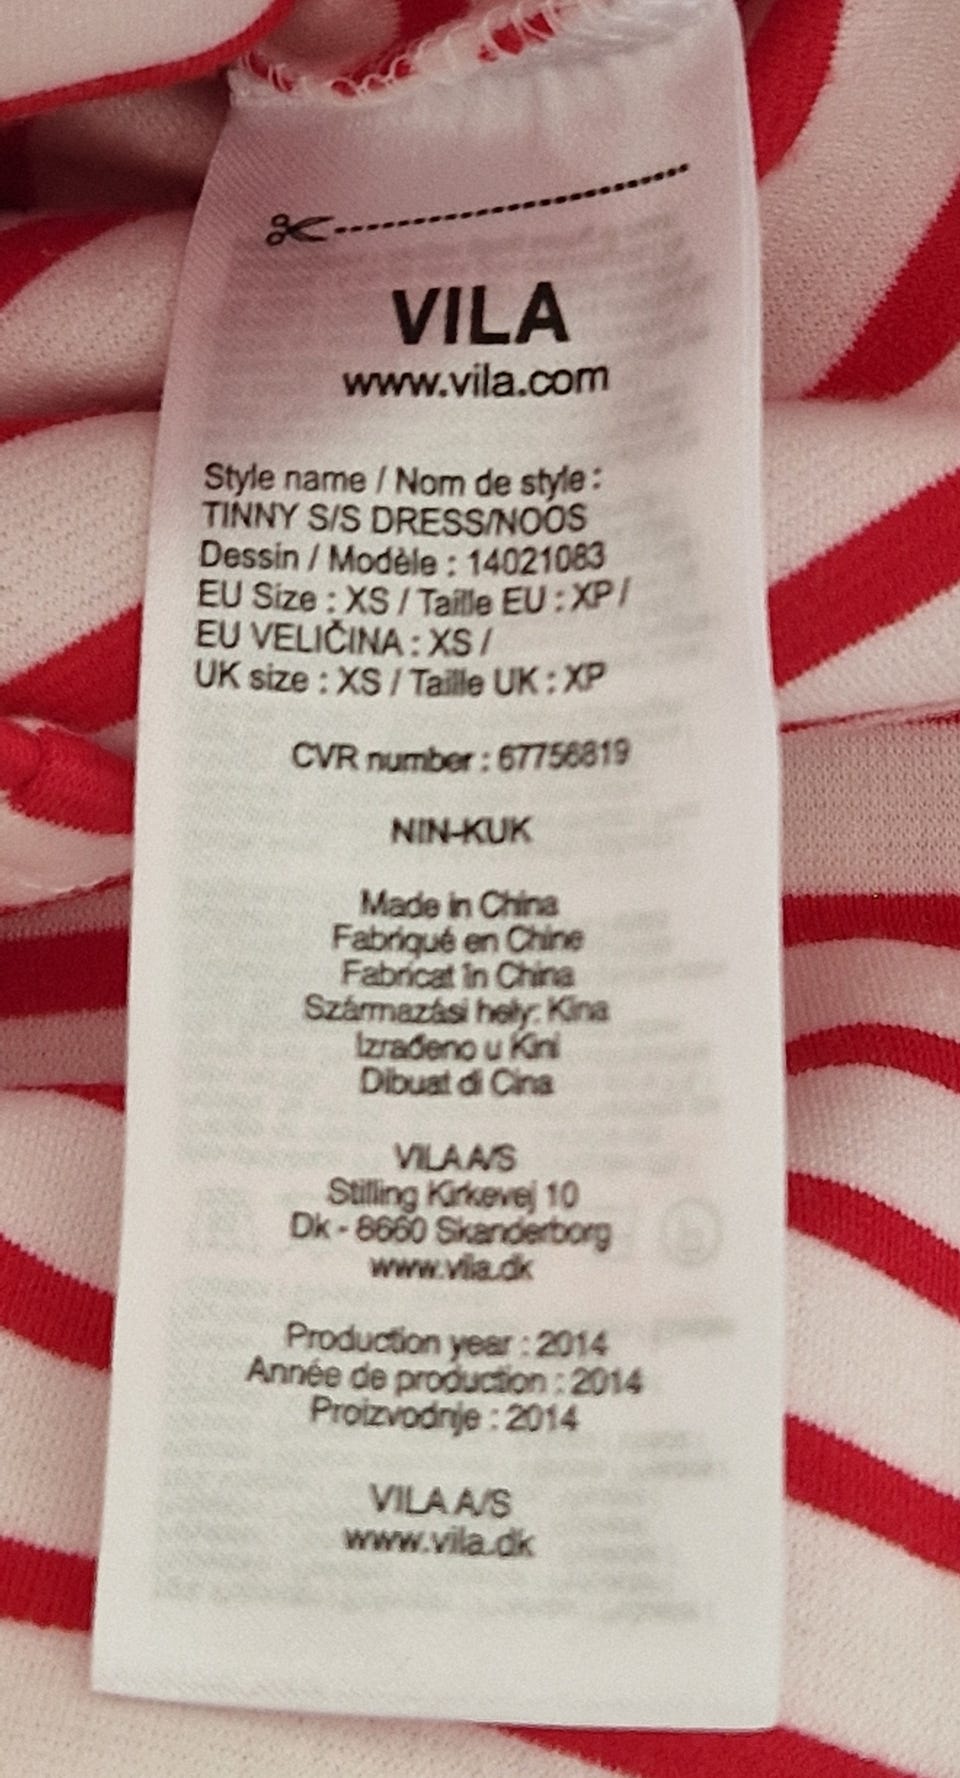 VILA
www.vila.com
Style name / Nom de style :
TINNY S/S DRESS/NOOS
Dessin / Modèle : 14021083
EU Size : XS / Taille EU : XP /
EU VELIČINA : XS /
UK size : XS / Taille UK : XP
CVR number : 67756819
NIN-KUK
Made in China
Fabriqué en Chine
Fabricat în China
Származási hely: Kína
Izrađeno u Kini
Dibuat di Cina
VILA A/S
Stilling Kirkevej 10
Dk - 8660 Skanderborg
www.vila.dk
Production year : 2014
Année de production : 2014
Proizvodnje : 2014
VILA A/S
www.vila.dk